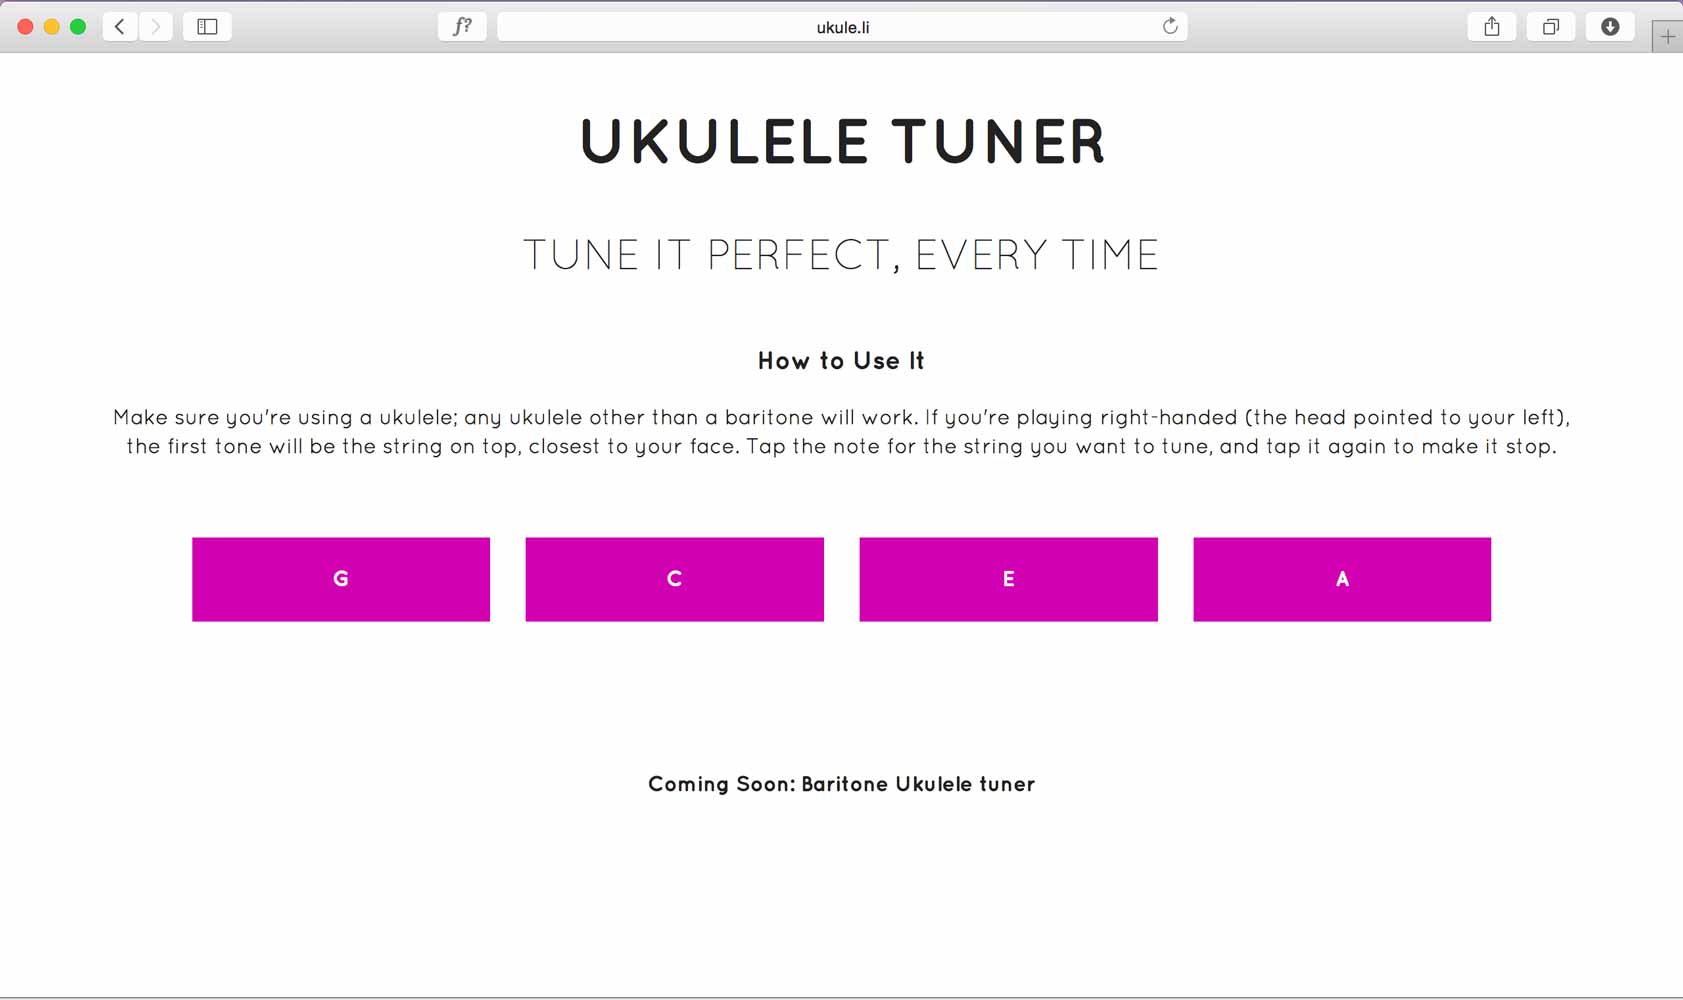 f?
ukule.li
UKULELE TUNER
TUNE IT PERFECT, EVERY TIME
How to Use It
Make sure you're using a ukulele; any ukulele other than a baritone will work. If you're playing right-handed (the head pointed to your left),
the first tone will be the string on top, closest to your face. Tap the note for the string you want to tune, and tap it again to make it stop.
G
C
E
A
Coming Soon: Baritone Ukulele tuner